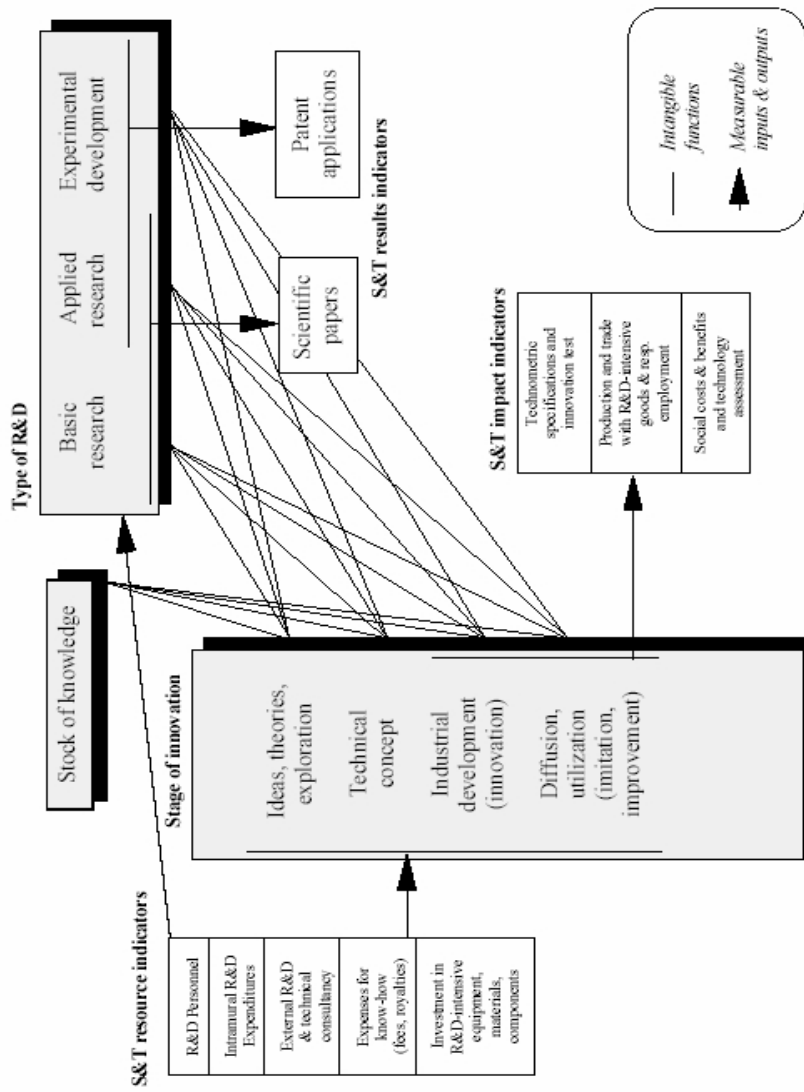 Type of R&D
Basic
research
Applied
research
Experimental
development
Stock of knowledge
Scientific
papers
Patent
applications
S&T results indicators
Stage of innovation
Ideas, theories,
exploration
Technical
concept
Industrial
development
(innovation)
Diffusion,
utilization
(imitation,
improvement)
S&T resource indicators
R&D Personnel
Intramural R&D
Expenditures
External R&D
& technical
consultancy
Expenses for
know-how
(fees, royalties)
Investment in
R&D-intensive
equipment,
materials,
components
S&T impact indicators
Technometric
specifications and
innovation test
Production and trade
with R&D-intensive
goods & resp.
employment
Social costs & benefits
and technology
assessment
Intangible
functions
Measurable
inputs & outputs